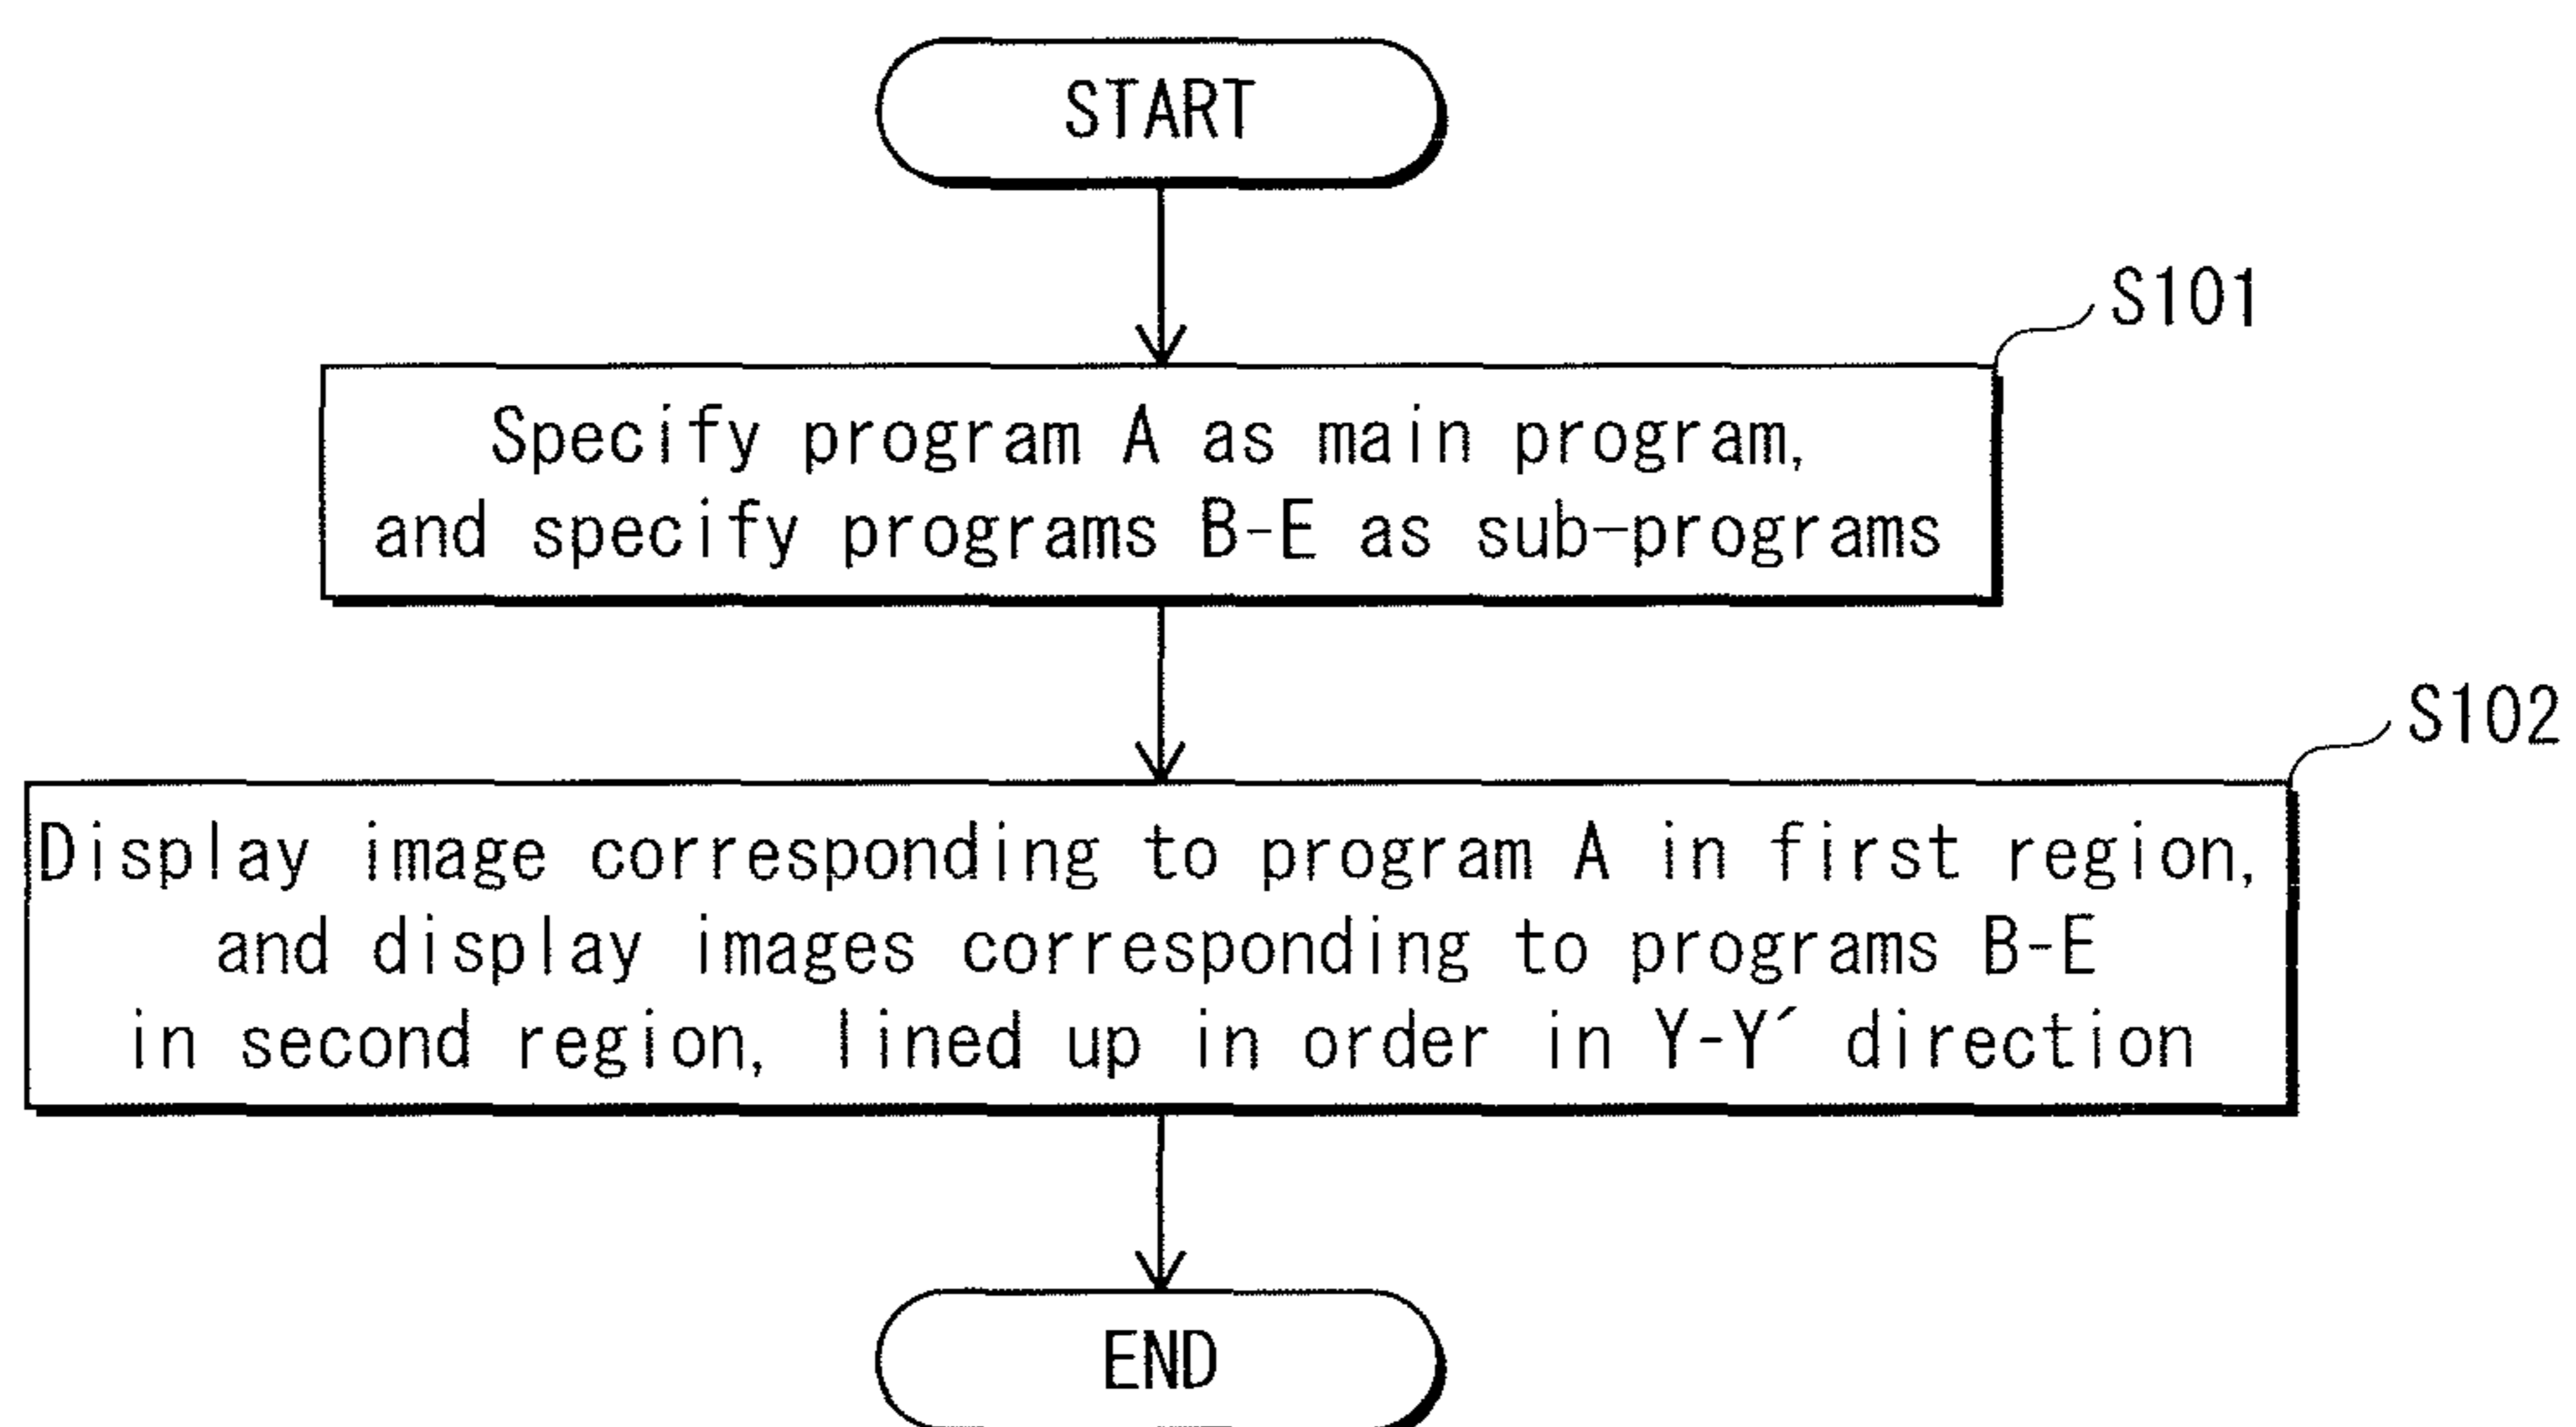 START
S101
Specify program A as main program,
and specify programs B-E as sub-programs
S102
Display image corresponding to program A in first region,
and display images corresponding to programs B-E
in second region, lined up in order in Y-Y´ direction
END